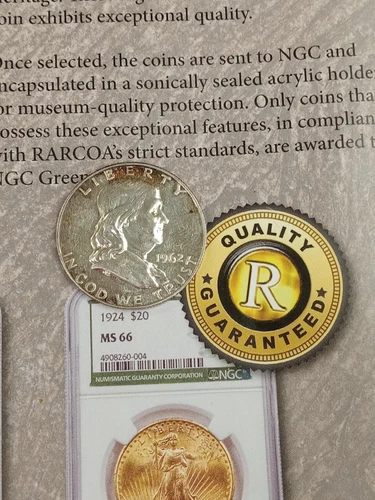 oin exhibits exceptional quality.
Once selected, the coins are sent to NGC and
ncapsulated in a sonically sealed acrylic holde
or museum-quality protection. Only coins tha
ossess these exceptional features, in complian
with RARCOA's strict standards, are awarded t
NGC Green
LIBERTY
1962
IN GOD WE TRUST
QUALITY
R
GUARANTEED
1924 $20
MS 66
4908260-004
NUMISMATIC GUARANTY CORPORATION NGC
LIBERTY